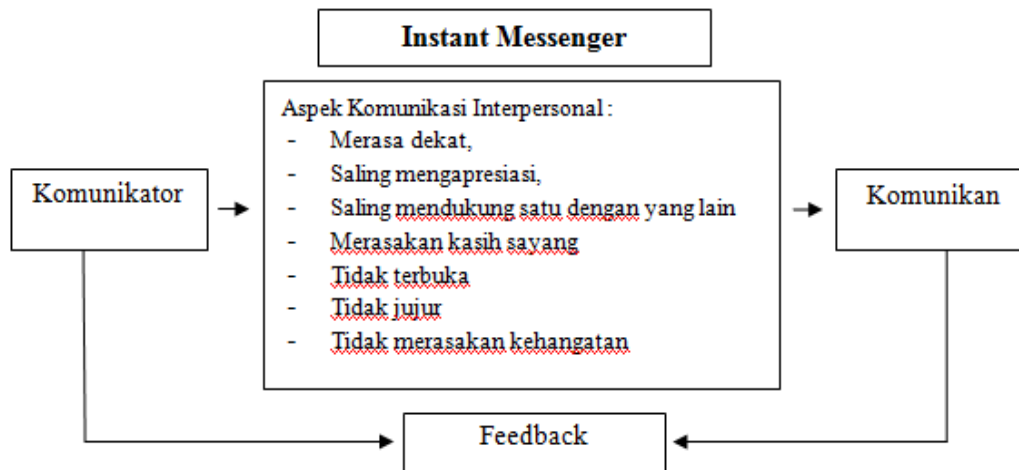 Instant Messenger
Aspek Komunikasi Interpersonal :
- Merasa dekat,
- Saling mengapresiasi,
- Saling mendukung satu dengan yang lain
- Merasakan kasih sayang
- Tidak terbuka
- Tidak jujur
- Tidak merasakan kehangatan
Komunikator
Komunikan
Feedback